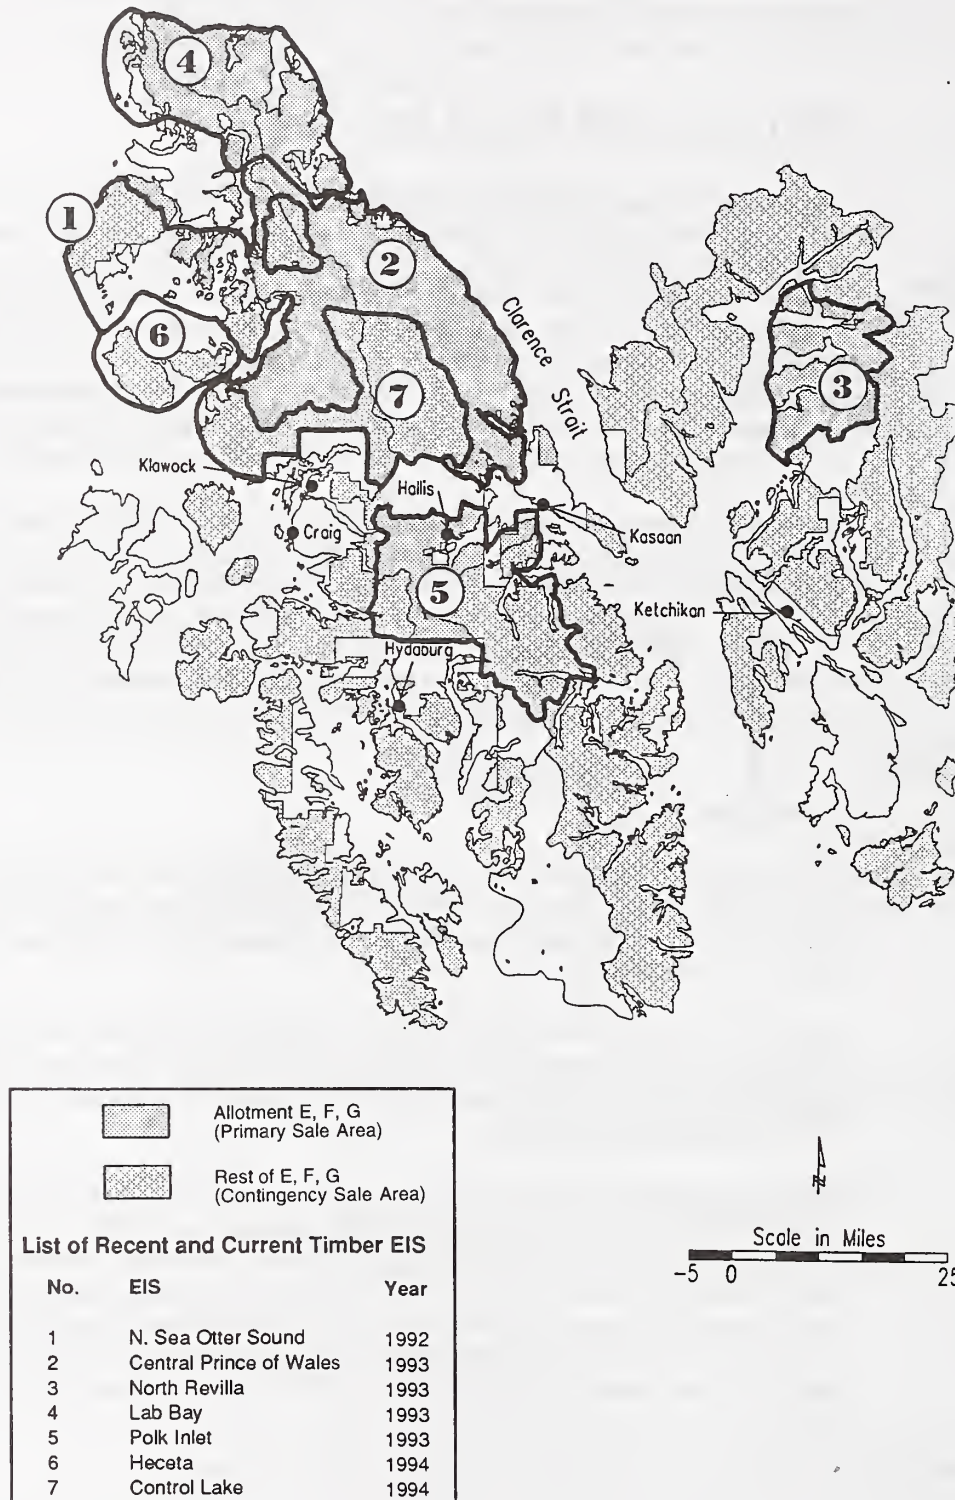 4
1
2
6
3
7
Clarence
Strait
Klawock
Hallis
Craig
Kasaan
5
Ketchikan
Hydaburg
Allotment E, F, G
(Primary Sale Area)
Rest of E, F, G
(Contingency Sale Area)
List of Recent and Current Timber EIS
No. EIS Year
1 N. Sea Otter Sound 1992
2 Central Prince of Wales 1993
3 North Revilla 1993
4 Lab Bay 1993
5 Polk Inlet 1993
6 Heceta 1994
7 Control Lake 1994
N
Scale in Miles
-5 0 25